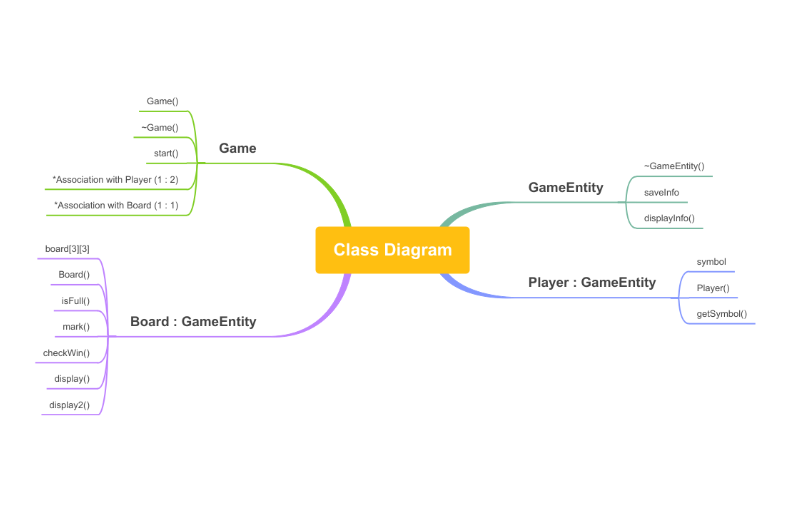 Class Diagram
Game
Game()
~Game()
start()
*Association with Player (1 : 2)
*Association with Board (1 : 1)
Board : GameEntity
board[3][3]
Board()
isFull()
mark()
checkWin()
display()
display2()
GameEntity
~GameEntity()
saveInfo
displayInfo()
Player : GameEntity
symbol
Player()
getSymbol()